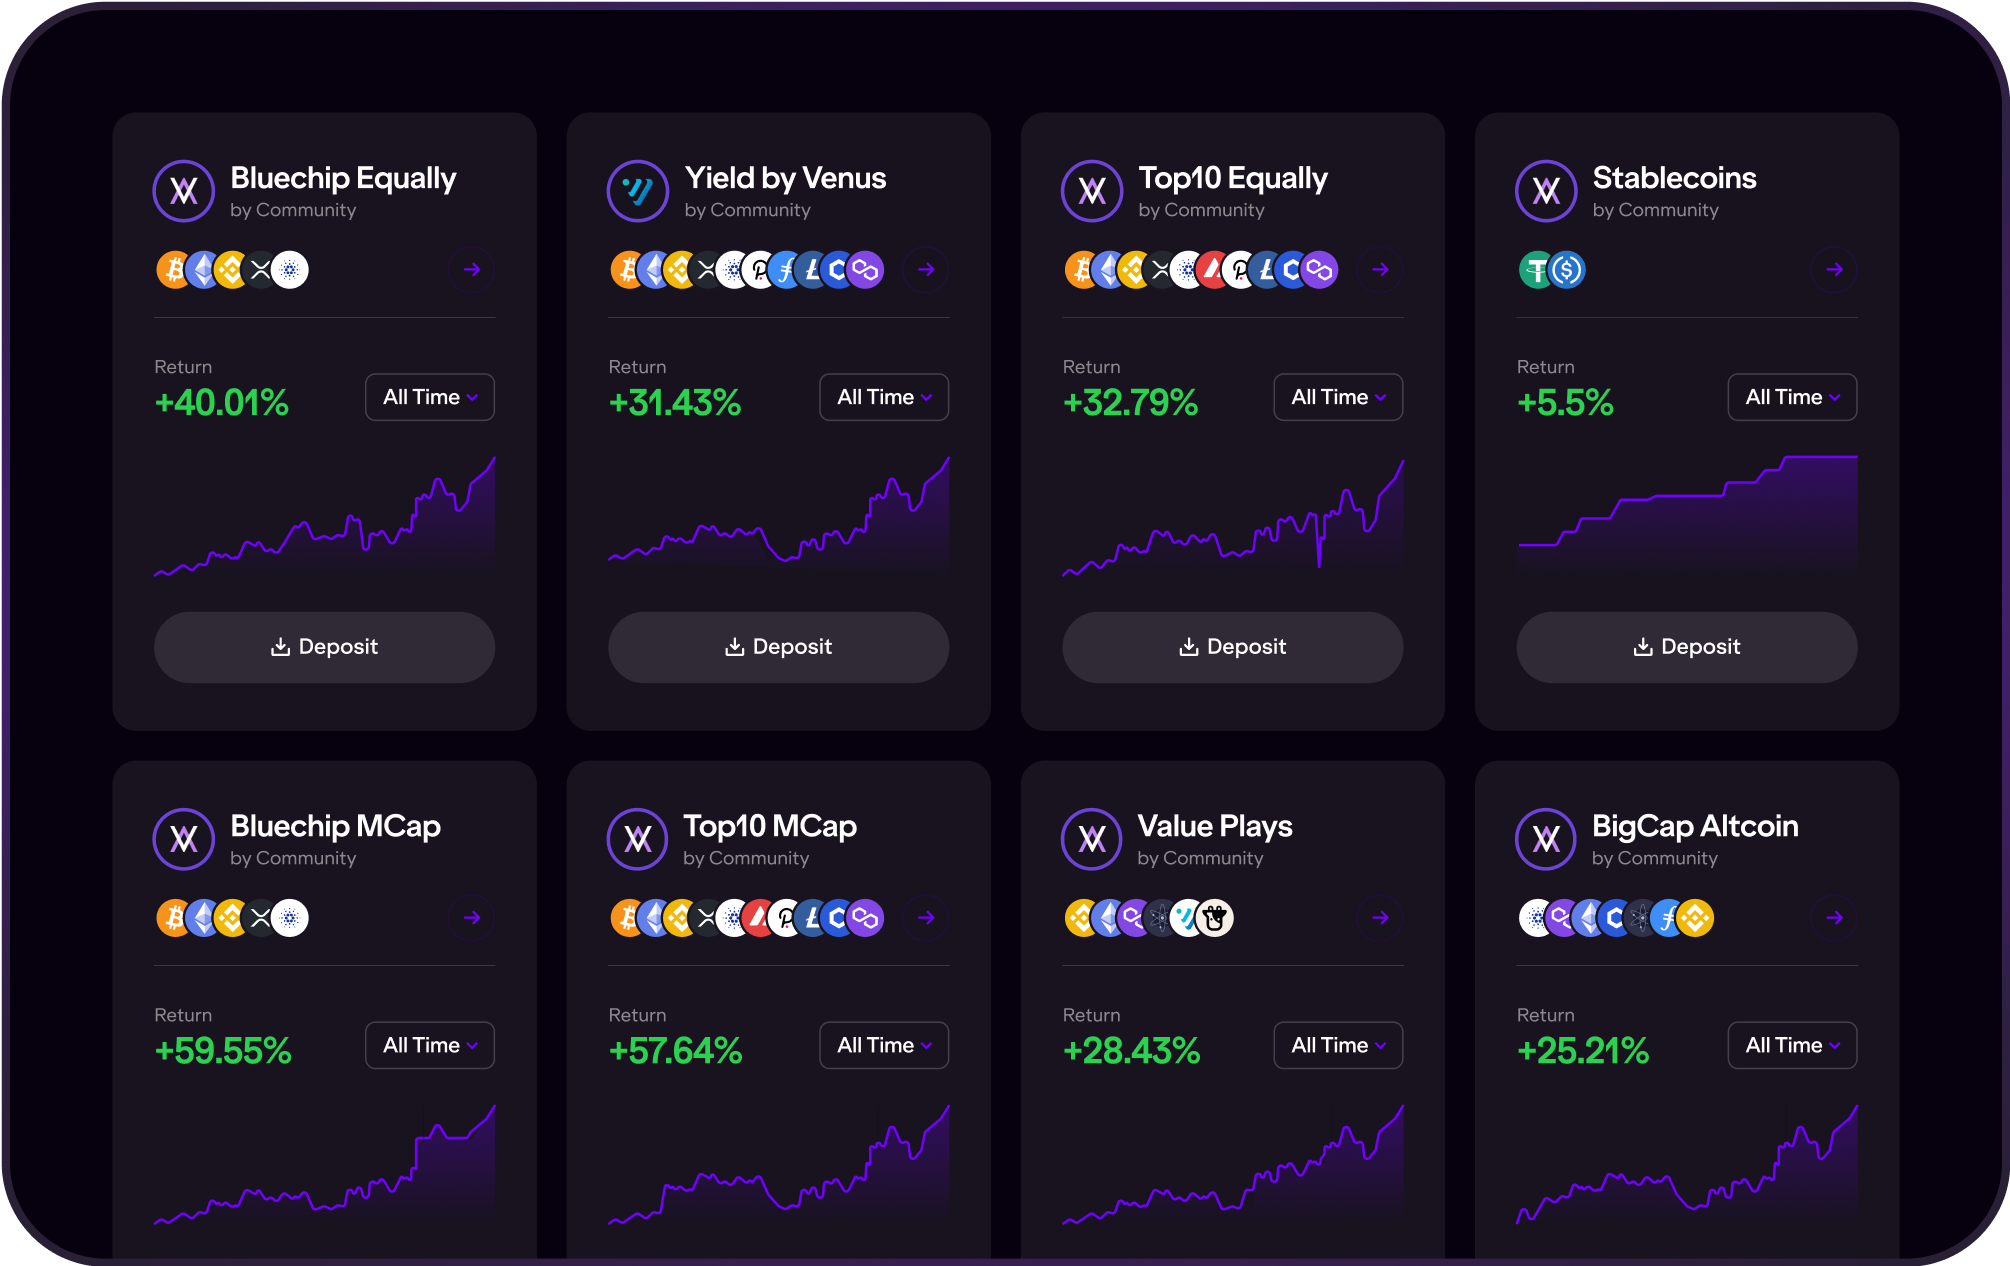 Bluechip Equally
by Community
Return
+40.01%
All Time
Deposit
Yield by Venus
by Community
Return
+31.43%
All Time
Deposit
Top10 Equally
by Community
Return
+32.79%
All Time
Deposit
Stablecoins
by Community
Return
+5.5%
All Time
Deposit
Bluechip MCap
by Community
Return
+59.55%
All Time
Top10 MCap
by Community
Return
+57.64%
All Time
Value Plays
by Community
Return
+28.43%
All Time
BigCap Altcoin
by Community
Return
+25.21%
All Time